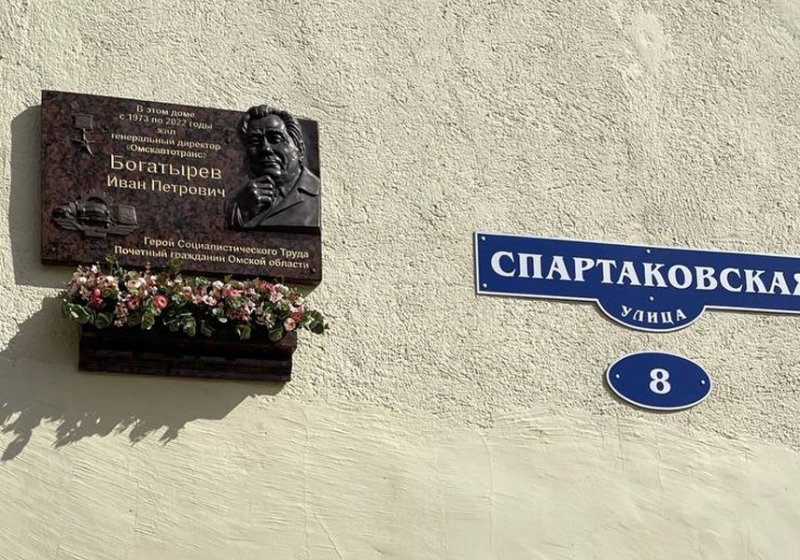 В этом доме
с 1973 по 2022 годы
жил
генеральный директор
«Омскавтотранс»
Богатырев
Иван Петрович
Герой Социалистического Труда
Почетный гражданин Омской области
СПАРТАКОВСКАЯ
УЛИЦА
8